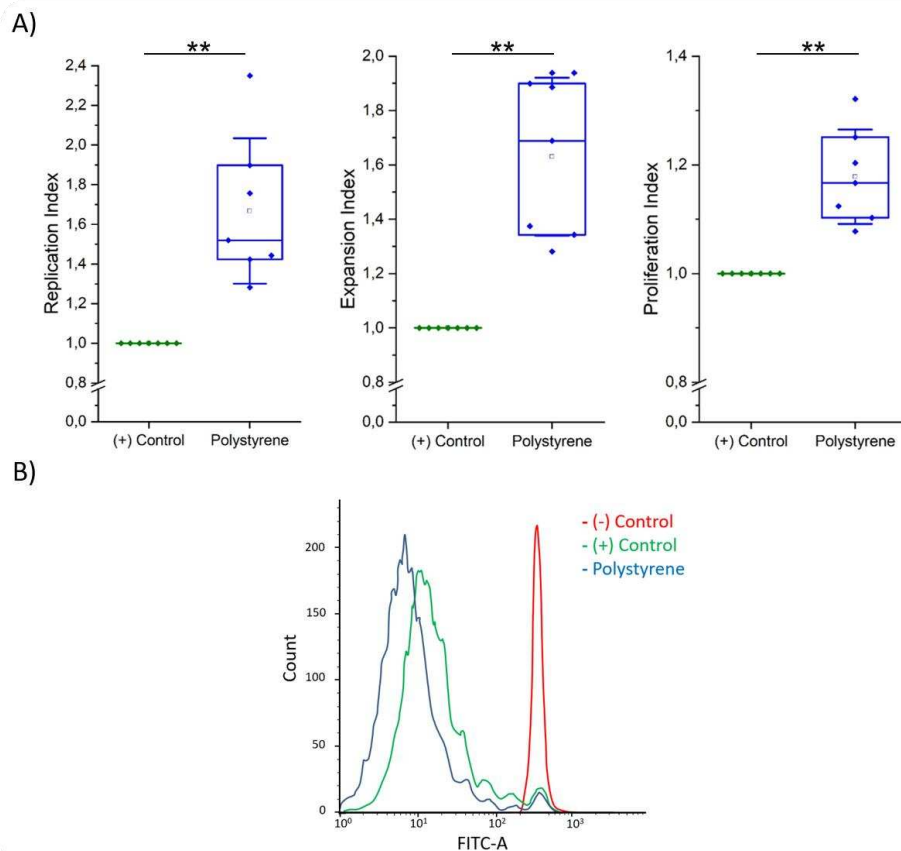 A)
**
Replication Index
2,4
2,2
2,0
1,8
1,6
1,4
1,2
1,0
0,8
0,0
(+) Control
Polystyrene
**
Expansion Index
2,0
1,8
1,6
1,4
1,2
1,0
0,8
0,0
(+) Control
Polystyrene
**
Proliferation Index
1,4
1,2
1,0
0,8
0,0
(+) Control
Polystyrene
B)
Count
200
150
100
50
0
10⁰
10¹
10²
10³
FITC-A
- (-) Control
- (+) Control
- Polystyrene